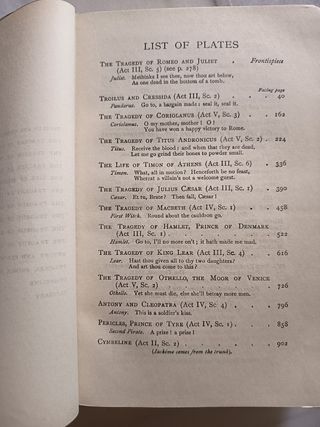 LIST OF PLATES
THE TRAGEDY OF ROMEO AND JULIET . Frontispiece
(Act III, Sc. 5) (see p. 278)
Juliet. Methinks I see thee, now thou art below,
As one dead in the bottom of a tomb.
Facing page
TROILUS AND CRESSIDA (Act III, Sc. 2) . . 40
Pandarus. Go to, a bargain made: seal it, seal it.
THE TRAGEDY OF CORIOLANUS (Act V, Sc. 3) . 162
Coriolanus. O my mother, mother! O!
You have won a happy victory to Rome.
THE TRAGEDY OF TITUS ANDRONICUS (Act V, Sc. 2) . 224
Titus. Receive the blood: and when that they are dead,
Let me go grind their bones to powder small.
THE LIFE OF TIMON OF ATHENS (Act III, Sc. 6) . 336
Timon. What, all in motion? Henceforth be no feast,
Whereat a villain's not a welcome guest.
THE TRAGEDY OF JULIUS CÆSAR (Act III, Sc. 1) . 390
Cæsar. Et tu, Brute? Then fall, Cæsar!
THE TRAGEDY OF MACBETH (Act IV, Sc. 1) . . 458
First Witch. Round about the cauldron go.
THE TRAGEDY OF HAMLET, PRINCE OF DENMARK
(Act III, Sc. 1) . . . . . . 522
Hamlet. Go to, I'll no more on't; it hath made me mad.
THE TRAGEDY OF KING LEAR (Act III, Sc. 4) . . 616
Lear. Hast thou given all to thy two daughters?
And art thou come to this?
THE TRAGEDY OF OTHELLO, THE MOOR OF VENICE
(Act V, Sc. 2) . . . . . . 726
Othello. Yet she must die, else she'll betray more men.
ANTONY AND CLEOPATRA (Act IV, Sc. 4) . . . 796
Antony. This is a soldier's kiss.
PERICLES, PRINCE OF TYRE (Act IV, Sc. 1) . . . 858
Second Pirate. A prize! a prize!
CYMBELINE (Act II, Sc. 2) . . . . . 902
(Iachimo comes from the trunk).